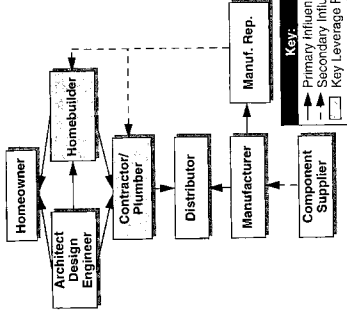 Homeowner
Architect
Design
Engineer
Homebuilder
Contractor/
Plumber
Distributor
Manufacturer
Manuf. Rep.
Component
Supplier
Key:
Primary Influen
Secondary Influ
Key Leverage